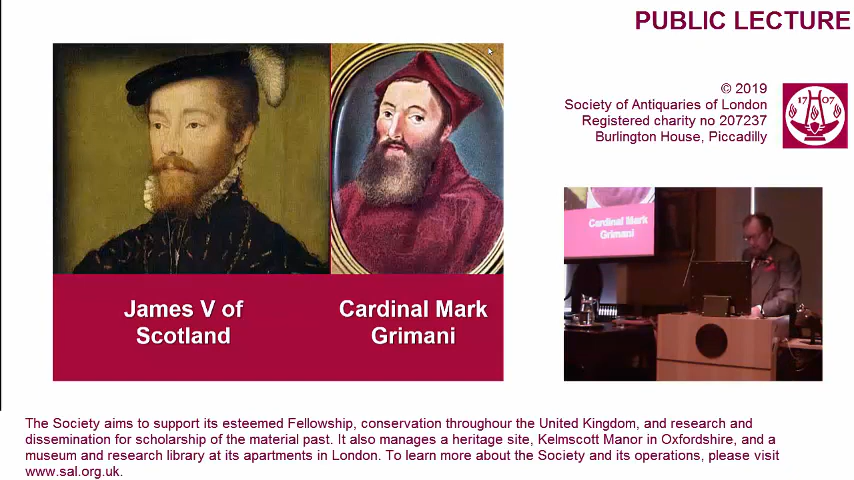 PUBLIC LECTURE
© 2019
Society of Antiquaries of London
Registered charity no 207237
Burlington House, Piccadilly
1707
James V of
Scotland
Cardinal Mark
Grimani
Cardinal Mark
Grimani
The Society aims to support its esteemed Fellowship, conservation throughour the United Kingdom, and research and
dissemination for scholarship of the material past. It also manages a heritage site, Kelmscott Manor in Oxfordshire, and a
museum and research library at its apartments in London. To learn more about the Society and its operations, please visit
www.sal.org.uk.